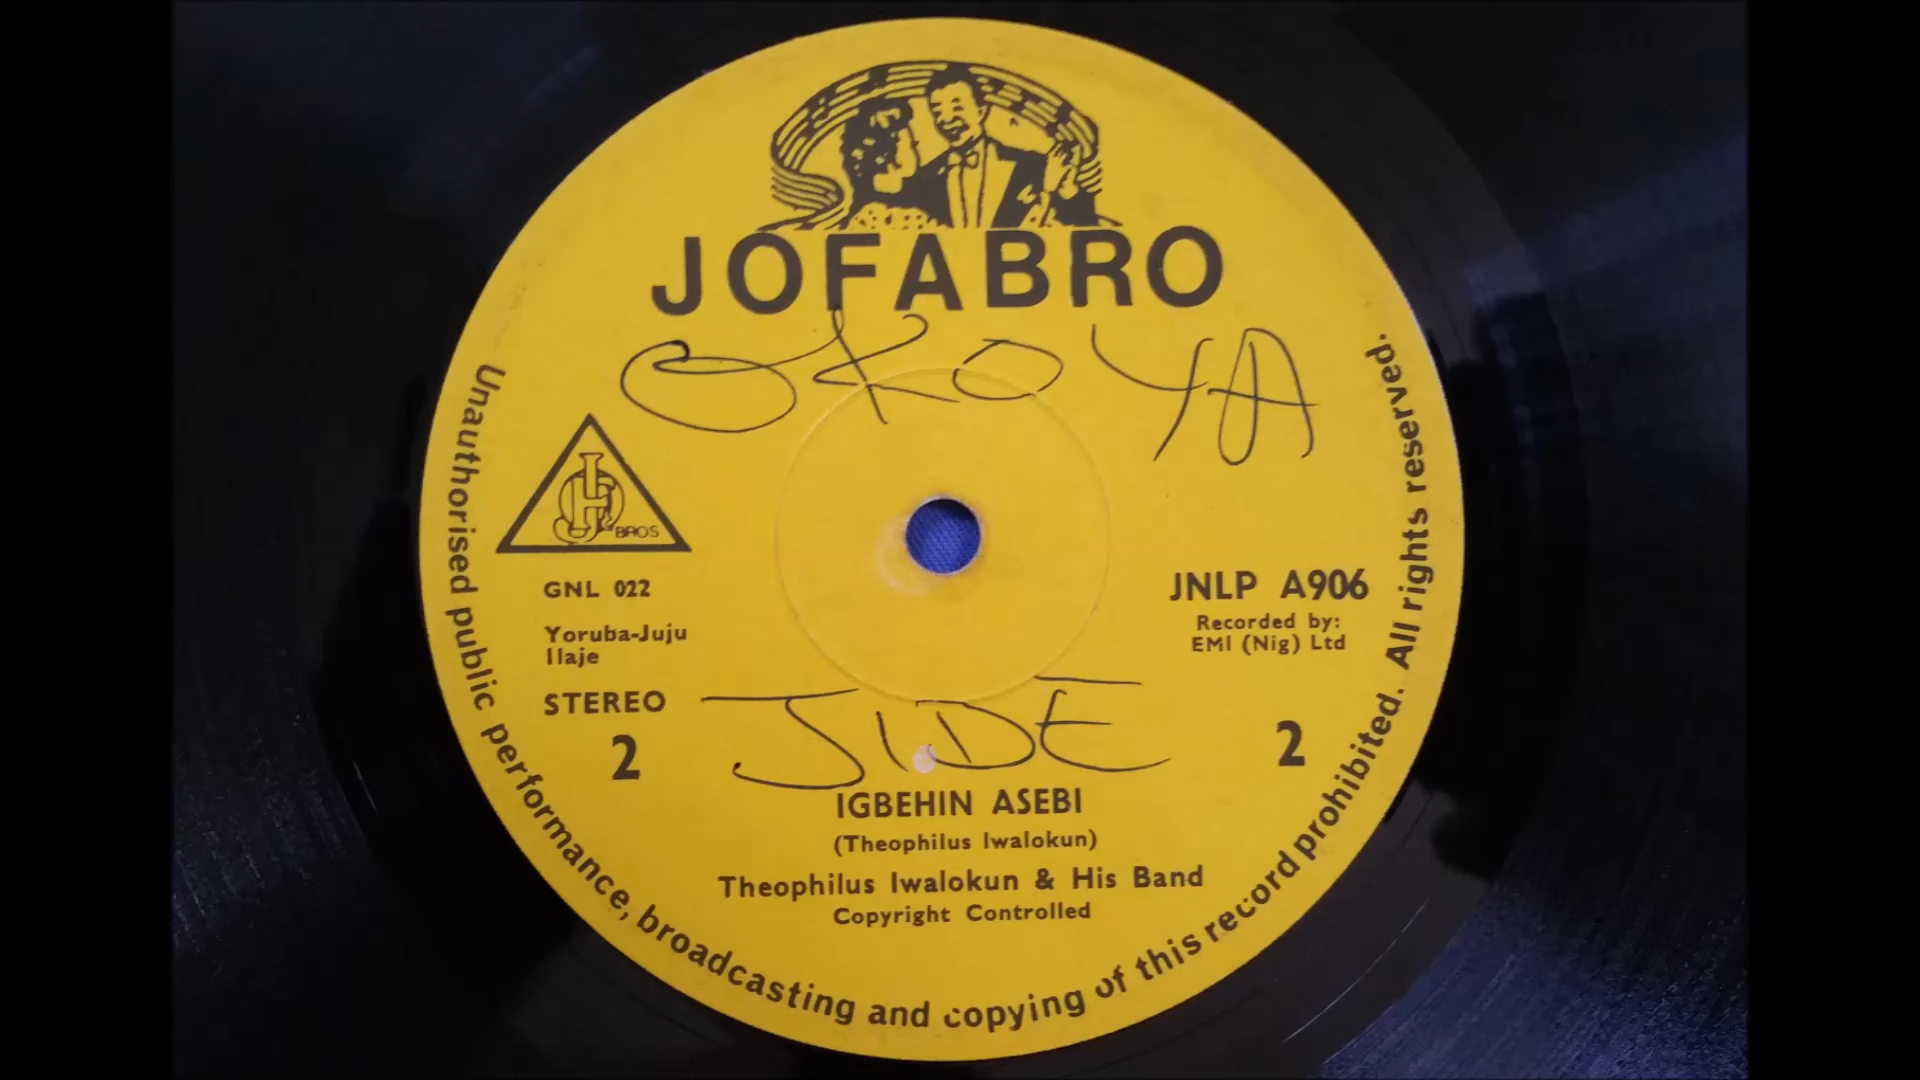 JOFABRO
OKOYA
JOH BROS
GNL 022
Yoruba-Juju
Ilaje
STEREO
2
JNLP A906
Recorded by:
EMI (Nig) Ltd
2
JIDE
IGBEHIN ASEBI
(Theophilus Iwalokun)
Theophilus Iwalokun & His Band
Copyright Controlled
Unauthorised public performance, broadcasting and copying of this record prohibited. All rights reserved.